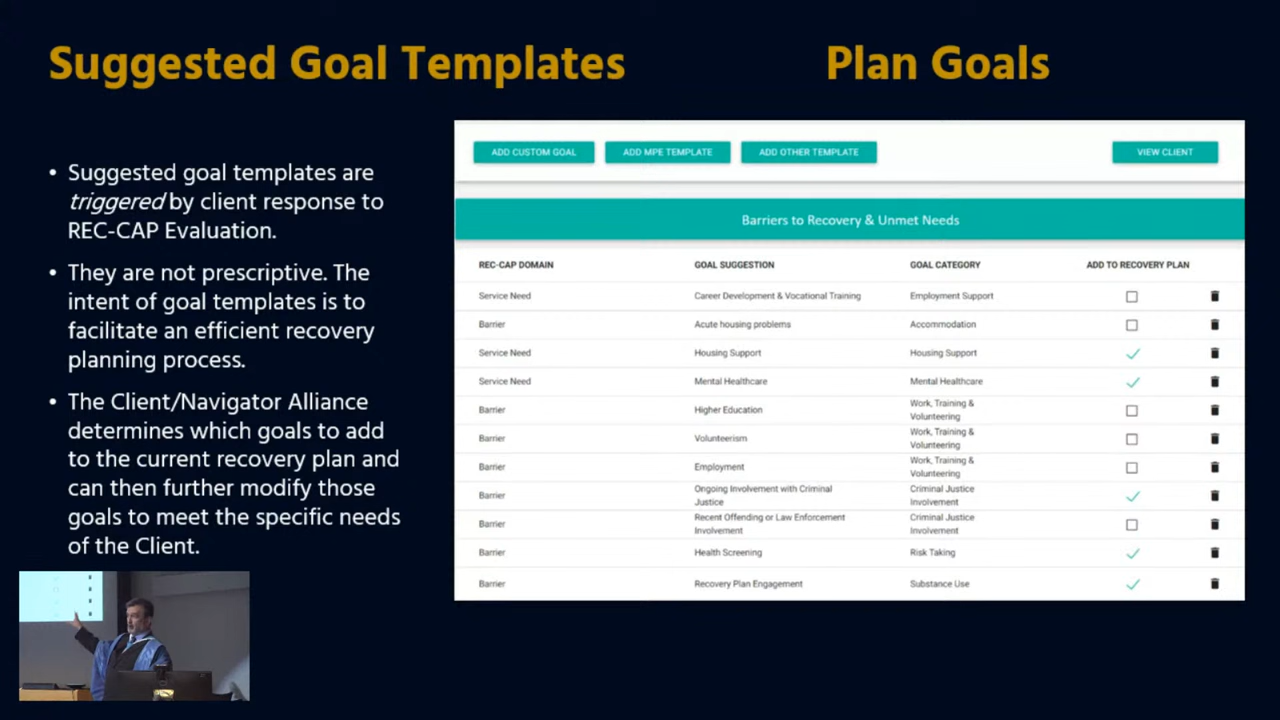 Suggested Goal Templates
Plan Goals
• Suggested goal templates are
triggered by client response to
REC-CAP Evaluation.
• They are not prescriptive. The
intent of goal templates is to
facilitate an efficient recovery
planning process.
• The Client/Navigator Alliance
determines which goals to add
to the current recovery plan and
can then further modify those
goals to meet the specific needs
of the Client.
ADD CUSTOM GOAL ADD MPE TEMPLATE ADD OTHER TEMPLATE VIEW CLIENT
Barriers to Recovery & Unmet Needs
REC-CAP DOMAIN GOAL SUGGESTION GOAL CATEGORY ADD TO RECOVERY PLAN
Service Need Career Development & Vocational Training Employment Support
Barrier Acute housing problems Accommodation
Service Need Housing Support Housing Support
Service Need Mental Healthcare Mental Healthcare
Barrier Higher Education Work, Training &
Volunteering
Barrier Volunteerism Work, Training &
Volunteering
Barrier Employment Work, Training &
Volunteering
Barrier Ongoing Involvement with Criminal Criminal Justice
Justice Involvement
Barrier Recent Offending or Law Enforcement Criminal Justice
Involvement Involvement
Barrier Health Screening Risk Taking
Barrier Recovery Plan Engagement Substance Use